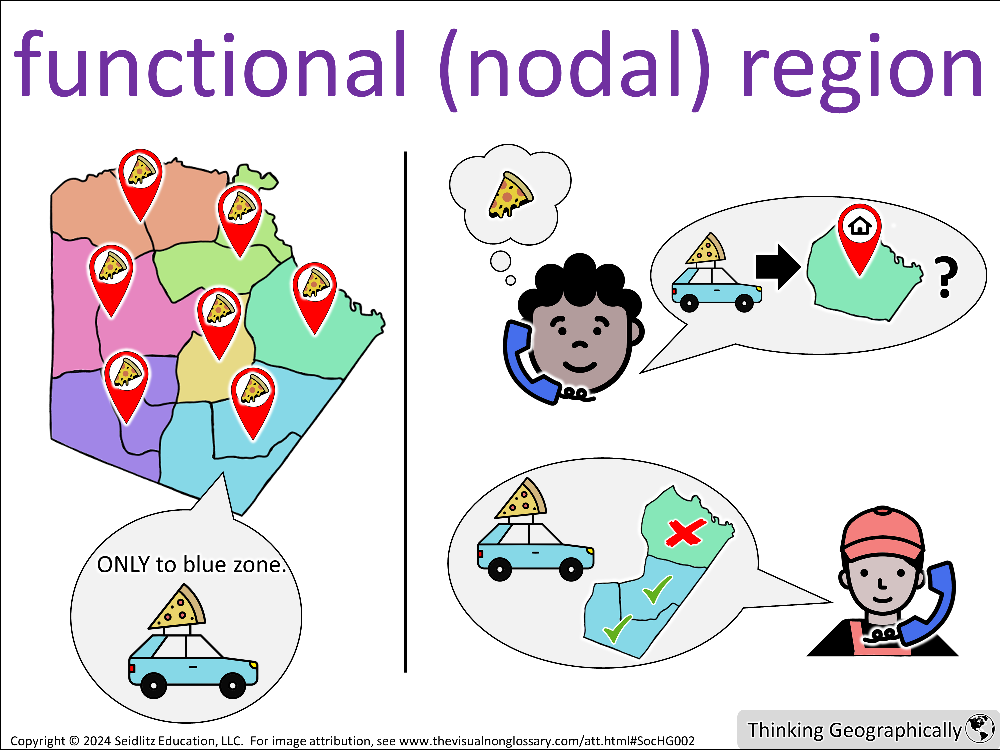 functional (nodal) region
?
ONLY to blue zone.
Thinking Geographically
Copyright © 2024 Seidlitz Education, LLC.  For image attribution, see www.thevisualnonglossary.com/att.html#SocHG002